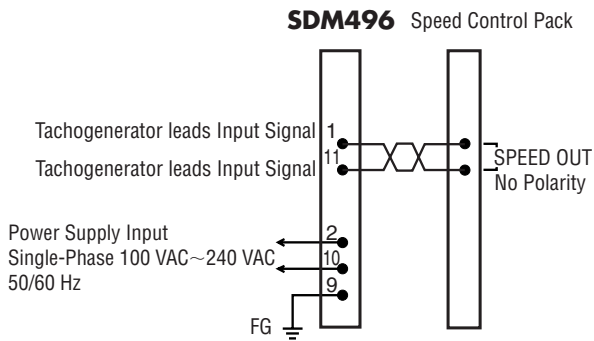 SDM496 Speed Control Pack
Tachogenerator leads Input Signal 1
Tachogenerator leads Input Signal 11
SPEED OUT
No Polarity
Power Supply Input
Single-Phase 100 VAC~240 VAC
50/60 Hz
2
10
9
FG